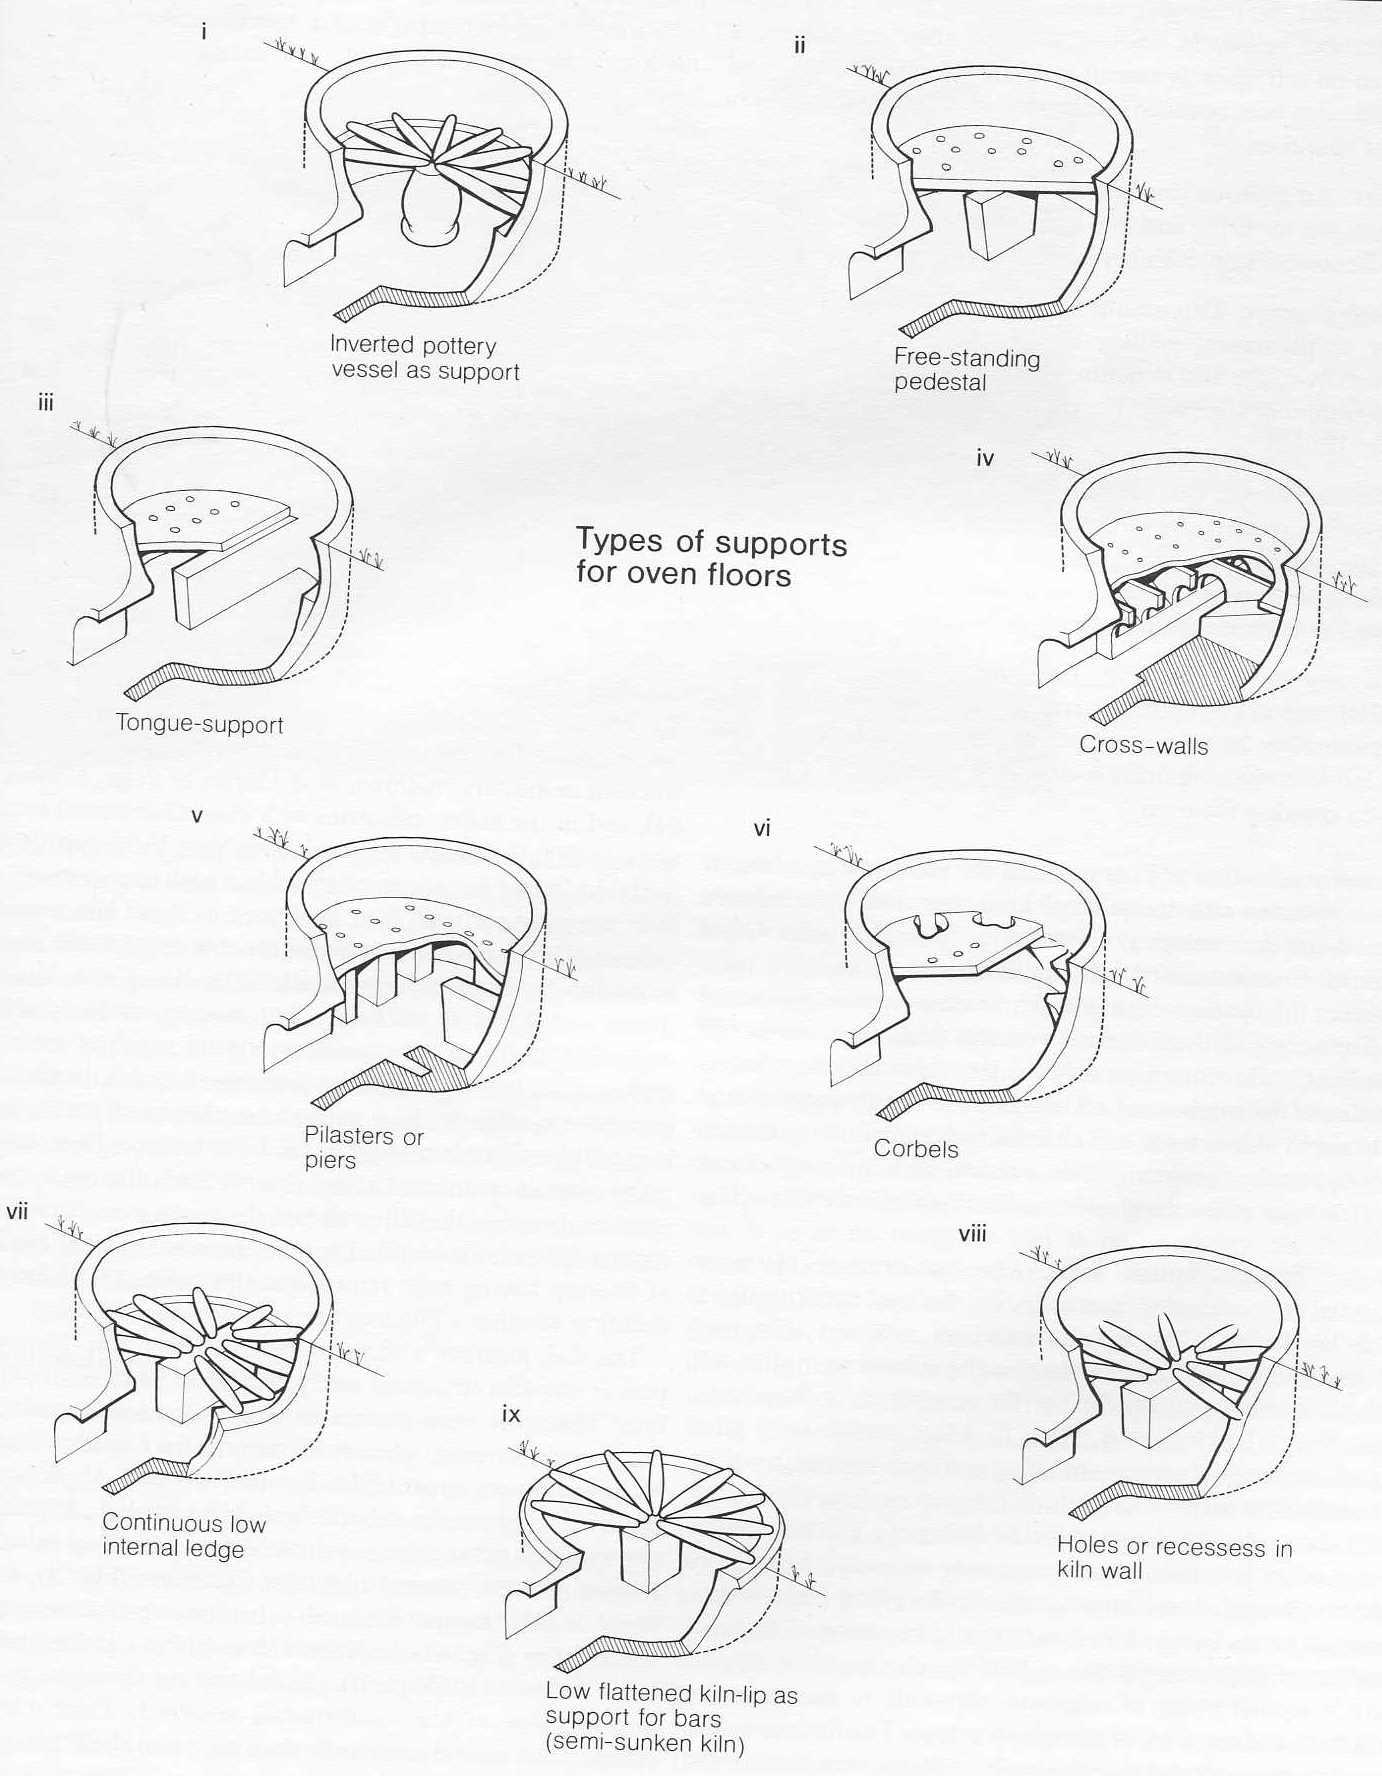 i
ii
Inverted pottery
vessel as support
Free-standing
pedestal
iii
iv
Types of supports
for oven floors
Tongue-support
Cross-walls
v
vi
Pilasters or
piers
Corbels
vii
viii
Continuous low
internal ledge
ix
Holes or recessess in
kiln wall
Low flattened kiln-lip as
support for bars
(semi-sunken kiln)